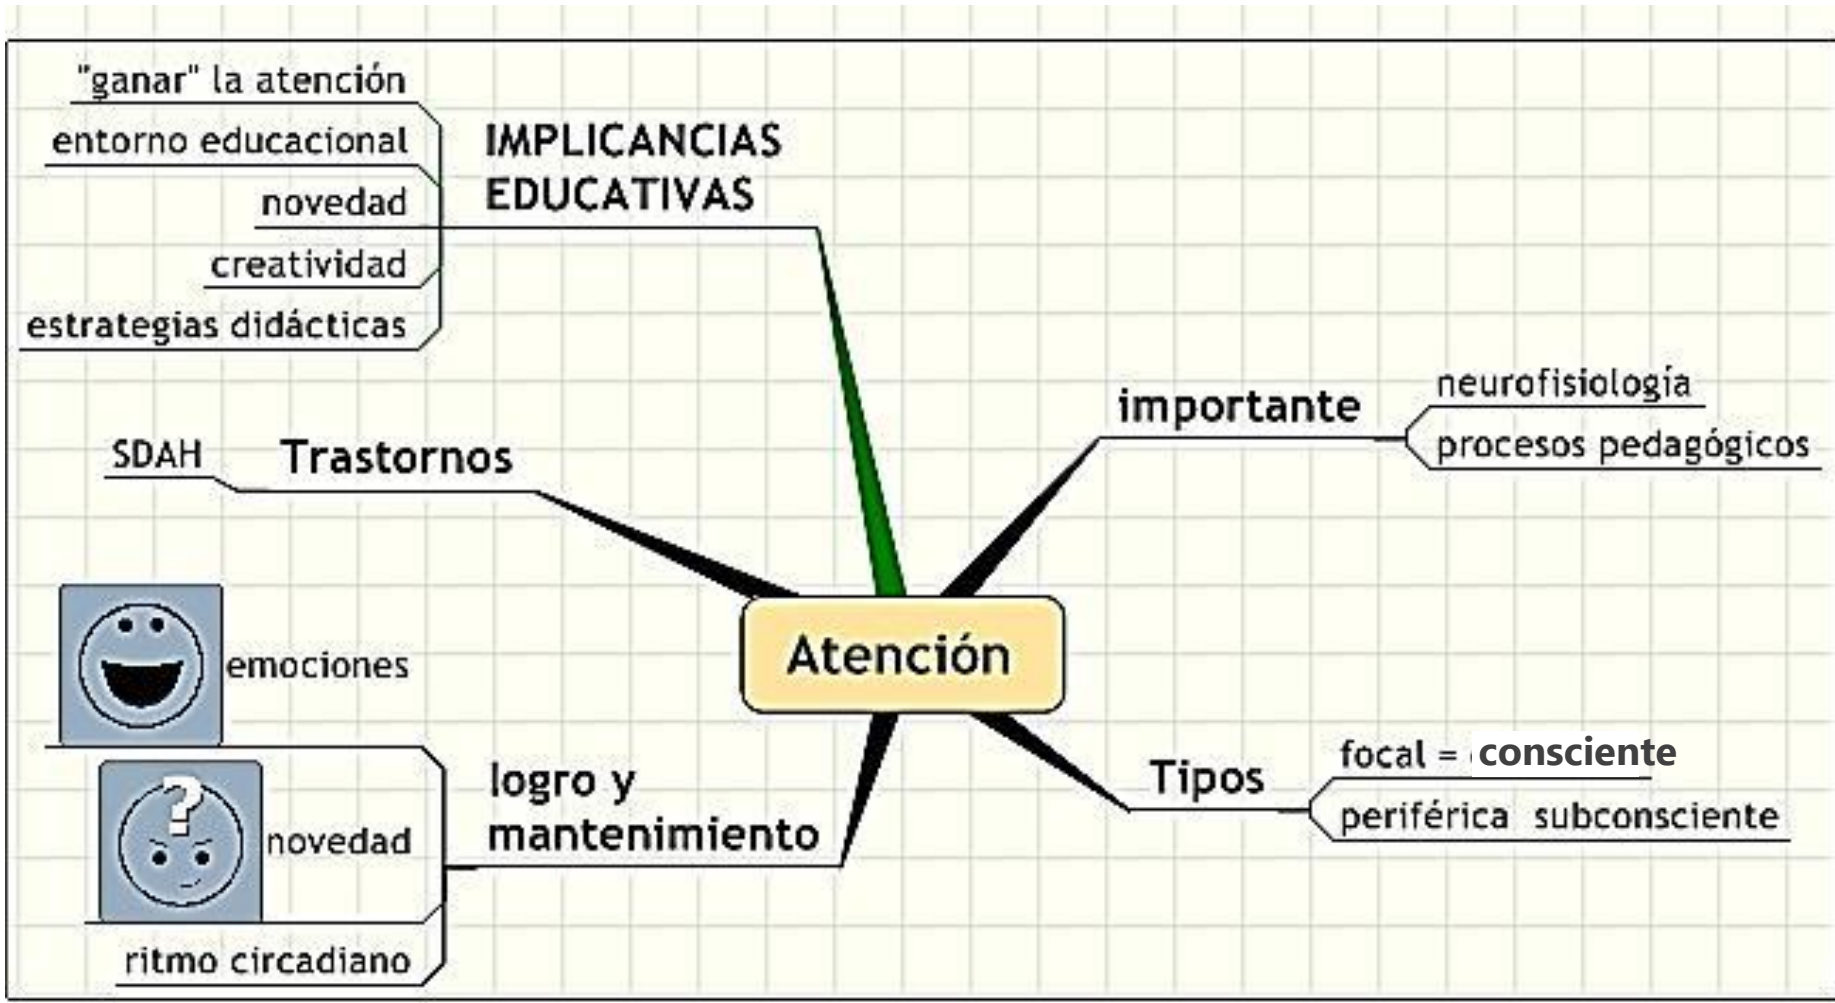 "ganar" la atención
entorno educacional
novedad
creatividad
estrategias didácticas
IMPLICANCIAS
EDUCATIVAS
importante
neurofisiología
procesos pedagógicos
SDAH
Trastornos
Atención
emociones
?
novedad
ritmo circadiano
logro y
mantenimiento
Tipos
focal = consciente
periférica subconsciente